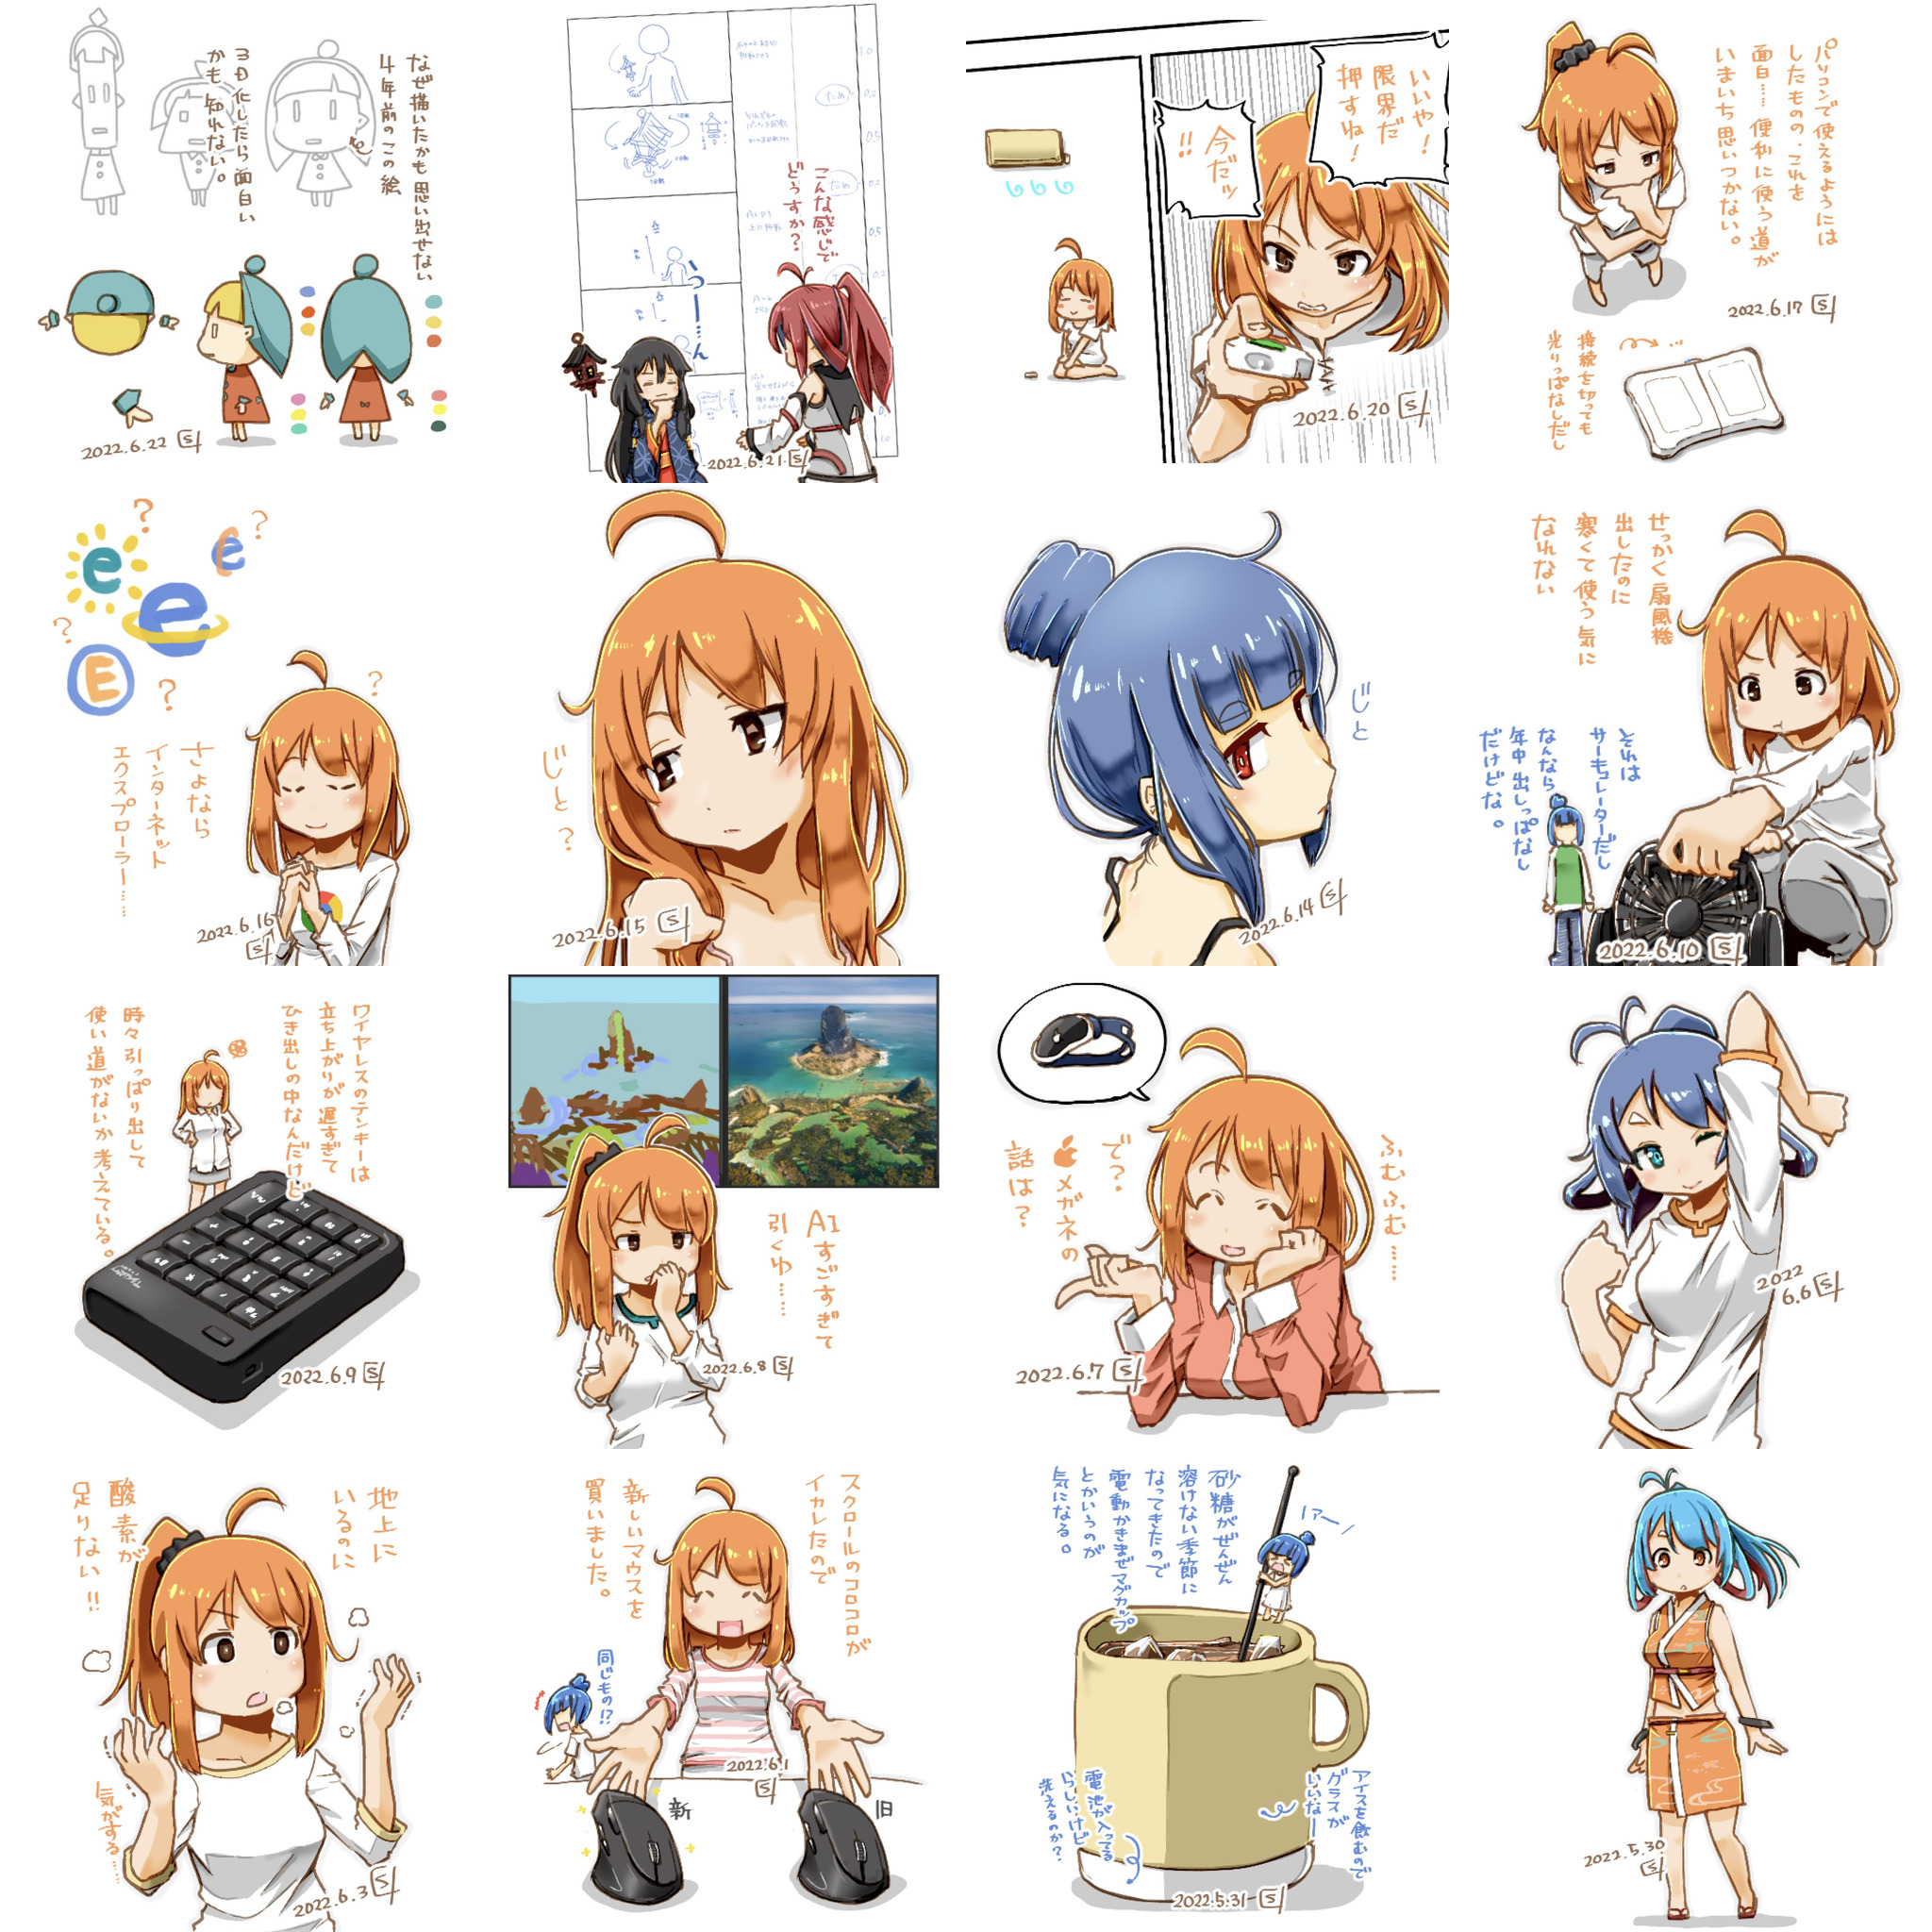 なぜ描いたかも思い出せない
4年前のこの絵
3D化したら面白い
かも知れない。
2022.6.22
こんな感じで
どうすか?
うーーん
2022.6.21
いいや!
限界だ
押すね!
今だッ
!!
2022.6.20
パソコンで使えるようには
したものの、これを
面白……便利に使う道が
いまいち思いつかない。
2022.6.17
接続を切っても
光りっぱなしだし
?
?
e
e
e
?
E
?
?
さよなら
インターネット
エクスプローラー……
2022.6.16
じと?
2022.6.15
じと
2022.6.14
せっかく扇風機
出したのに
寒くて使う気に
なれない
それは
サーキュレーターだし
なんなら
年中出しっぱなし
だけどな。
2022.6.10
ワイヤレスのテンキーは
立ち上がりが遅すぎて
ひき出しの中なんだけど
時々引っぱり出して
使い道がないか考えている。
2022.6.9
AIすごすぎて
引くゆ……
2022.6.8
ふむふむ……
で?
メガネの
話は?
2022.6.7
2022
6.6
地上に
いるのに
酸素が
足りない!!
気がする……
2022.6.3
スクロールのコロコロが
イカレたので
新しいマウスを
買いました。
同じもの!?
2022.6.1
新
旧
砂糖がぜんぜん
溶けない季節に
なってきたので
電動かきまぜマグカップ
とかいうのが
気になる。
アイスを飲むので
グラスが
いいなー
電池が入ってる
らしいけど
洗えるのか?
2022.5.31
2022.5.30